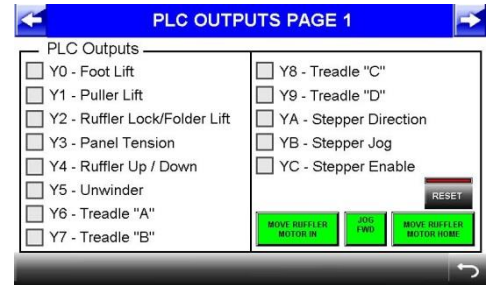 PLC OUTPUTS PAGE 1
PLC Outputs
Y0 - Foot Lift
Y1 - Puller Lift
Y2 - Ruffler Lock/Folder Lift
Y3 - Panel Tension
Y4 - Ruffler Up / Down
Y5 - Unwinder
Y6 - Treadle "A"
Y7 - Treadle "B"
Y8 - Treadle "C"
Y9 - Treadle "D"
YA - Stepper Direction
YB - Stepper Jog
YC - Stepper Enable
RESET
MOVE RUFFLER
MOTOR IN
JOG
FWD
MOVE RUFFLER
MOTOR HOME